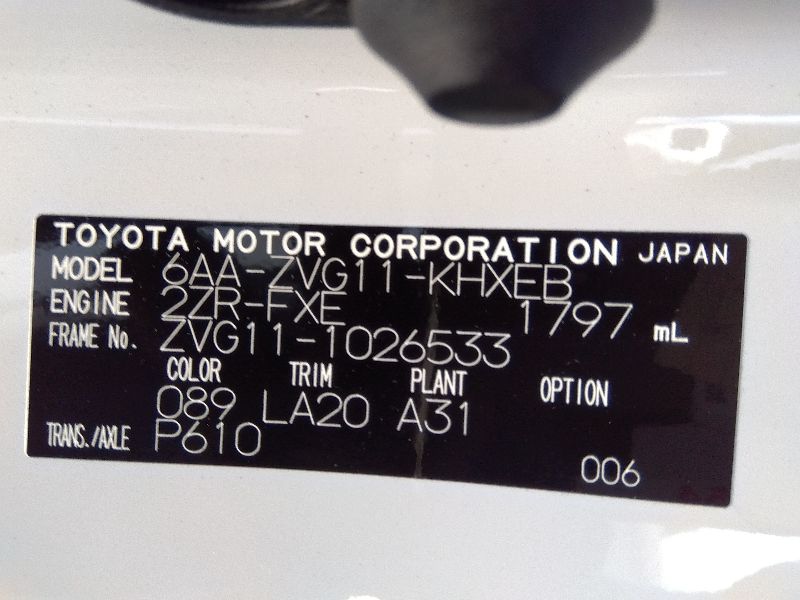 TOYOTA MOTOR CORPORATION JAPAN
MODEL 6AA-ZVG11-KHXEB
ENGINE 2ZR-FXE 1797 mL
FRAME No. ZVG11-1026533
COLOR TRIM PLANT OPTION
089 LA20 A31
TRANS./AXLE P610
006